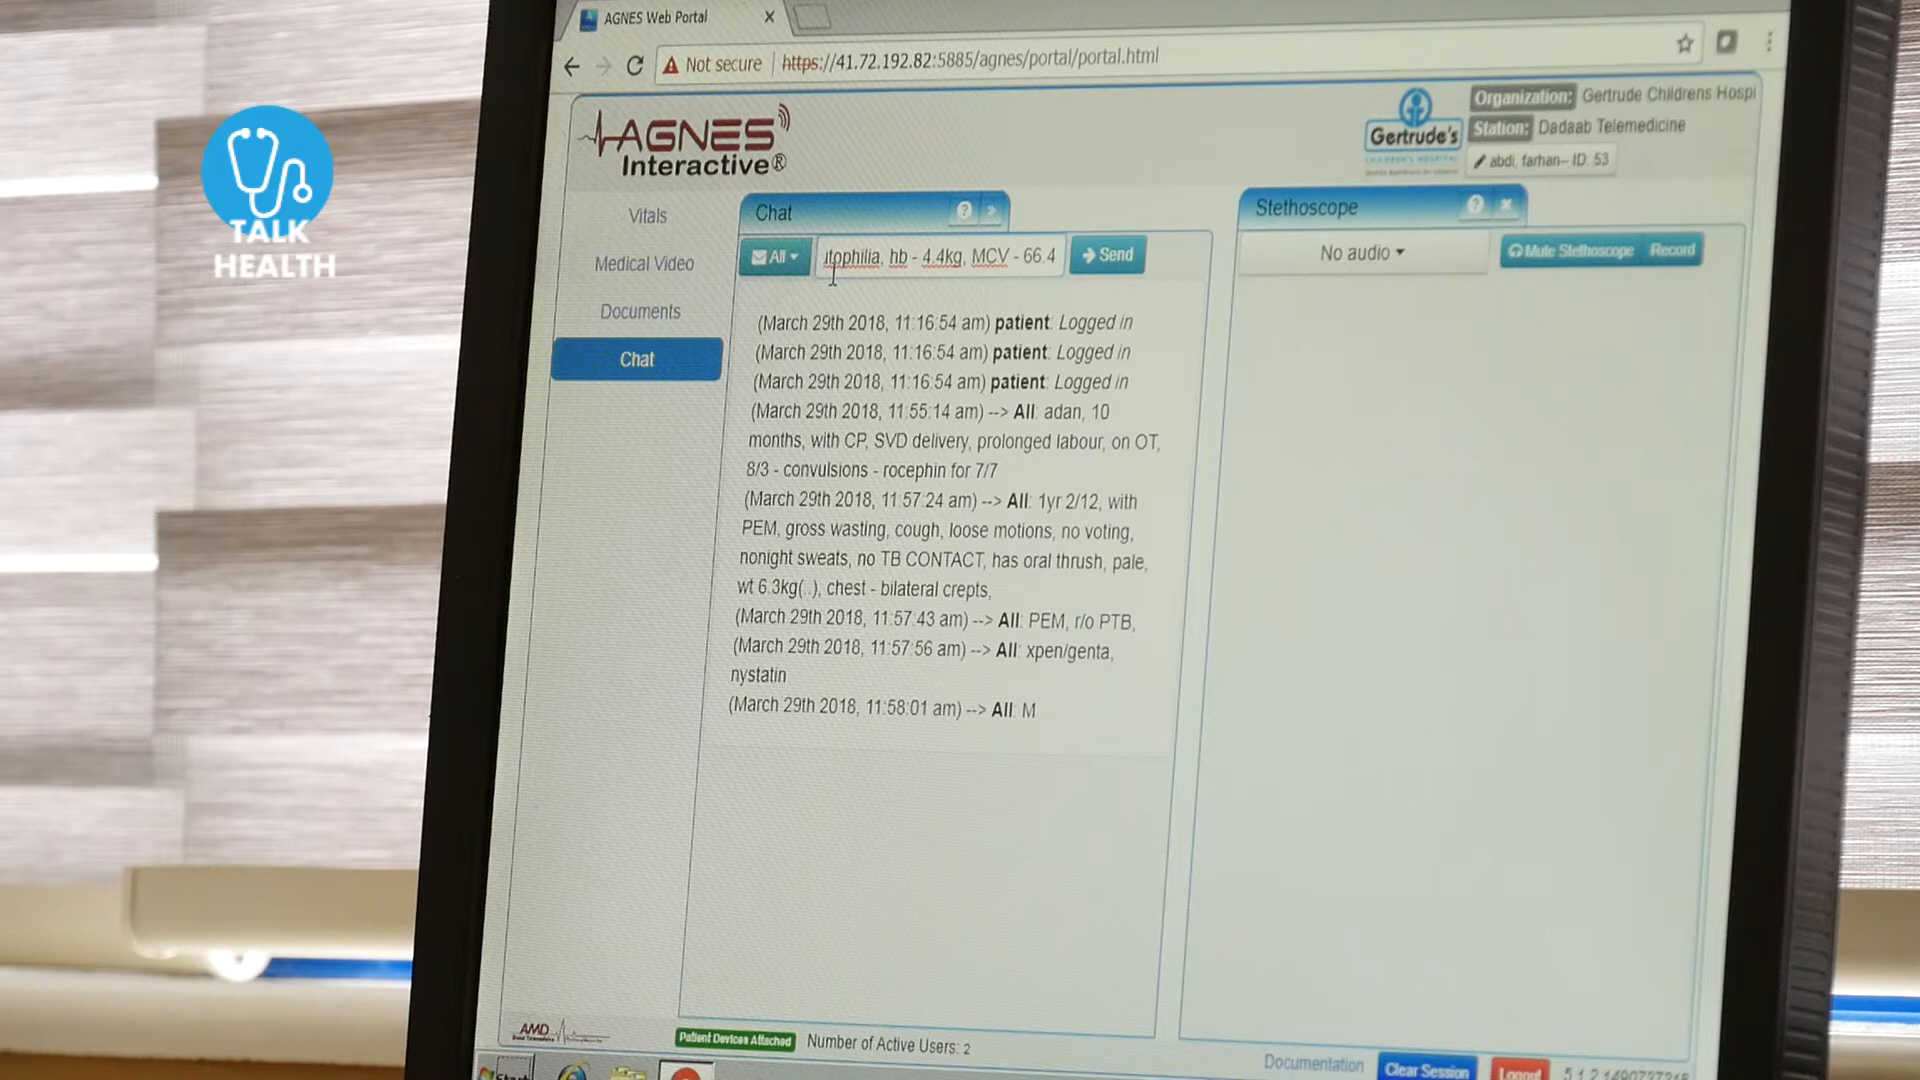 AGNES Web Portal
Not secure https://41.72.192.82:5885/agnes/portal/portal.html
TALK
HEALTH
AGNES
Interactive®
Gertrude's
Organization: Gertrude Childrens Hospi
Station: Dadaab Telemedicine
abdi, farhan-- ID: 53
Vitals
Medical Video
Documents
Chat
Chat ? »
All itophilia, hb - 4.4kg, MCV - 66.4 Send
(March 29th 2018, 11:16:54 am) patient: Logged in
(March 29th 2018, 11:16:54 am) patient: Logged in
(March 29th 2018, 11:16:54 am) patient: Logged in
(March 29th 2018, 11:55:14 am) --> All: adan, 10
months, with CP, SVD delivery, prolonged labour, on OT,
8/3 - convulsions - rocephin for 7/7
(March 29th 2018, 11:57:24 am) --> All: 1yr 2/12, with
PEM, gross wasting, cough, loose motions, no voting,
nonight sweats, no TB CONTACT, has oral thrush, pale,
wt 6.3kg(..), chest - bilateral crepts,
(March 29th 2018, 11:57:43 am) --> All: PEM, r/o PTB,
(March 29th 2018, 11:57:56 am) --> All: xpen/genta,
nystatin
(March 29th 2018, 11:58:01 am) --> All: M
Stethoscope ? ×
No audio Mute Stethoscope Record
AMD
Patient Devices Attached Number of Active Users: 2
Documentation Clear Session Logout
Start